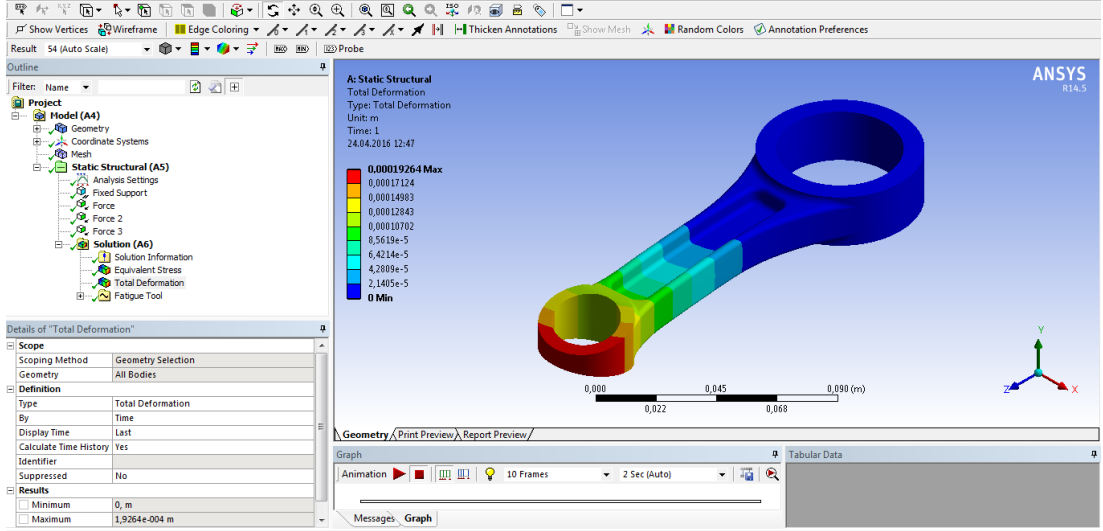 Show Vertices Wireframe Edge Coloring Thicken Annotations Show Mesh Random Colors Annotation Preferences
Result 54 (Auto Scale) Probe
Outline
Filter: Name
Project
Model (A4)
Geometry
Coordinate Systems
Mesh
Static Structural (A5)
Analysis Settings
Fixed Support
Force
Force 2
Force 3
Solution (A6)
Solution Information
Equivalent Stress
Total Deformation
Fatigue Tool
Details of "Total Deformation"
Scope
Scoping Method Geometry Selection
Geometry All Bodies
Definition
Type Total Deformation
By Time
Display Time Last
Calculate Time History Yes
Identifier
Suppressed No
Results
Minimum 0, m
Maximum 1,9264e-004 m
A: Static Structural
Total Deformation
Type: Total Deformation
Unit: m
Time: 1
24.04.2016 12:47
0,00019264 Max
0,00017124
0,00014983
0,00012843
0,00010702
8,5619e-5
6,4214e-5
4,2809e-5
2,1405e-5
0 Min
ANSYS
R14.5
0,000 0,045 0,090 (m)
0,022 0,068
Y
Z X
Geometry Print Preview Report Preview
Graph
Animation 10 Frames 2 Sec (Auto)
Messages Graph
Tabular Data